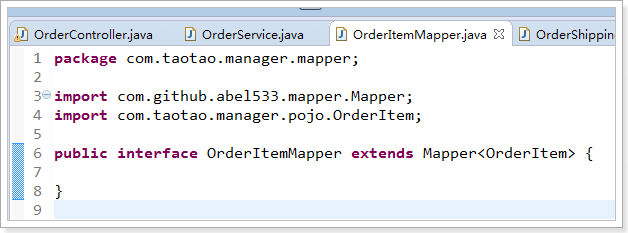 OrderController.java OrderService.java OrderItemMapper.java OrderShippin
1 package com.taotao.manager.mapper;
2
3 import com.github.abel533.mapper.Mapper;
4 import com.taotao.manager.pojo.OrderItem;
5
6 public interface OrderItemMapper extends Mapper<OrderItem> {
7
8 }
9